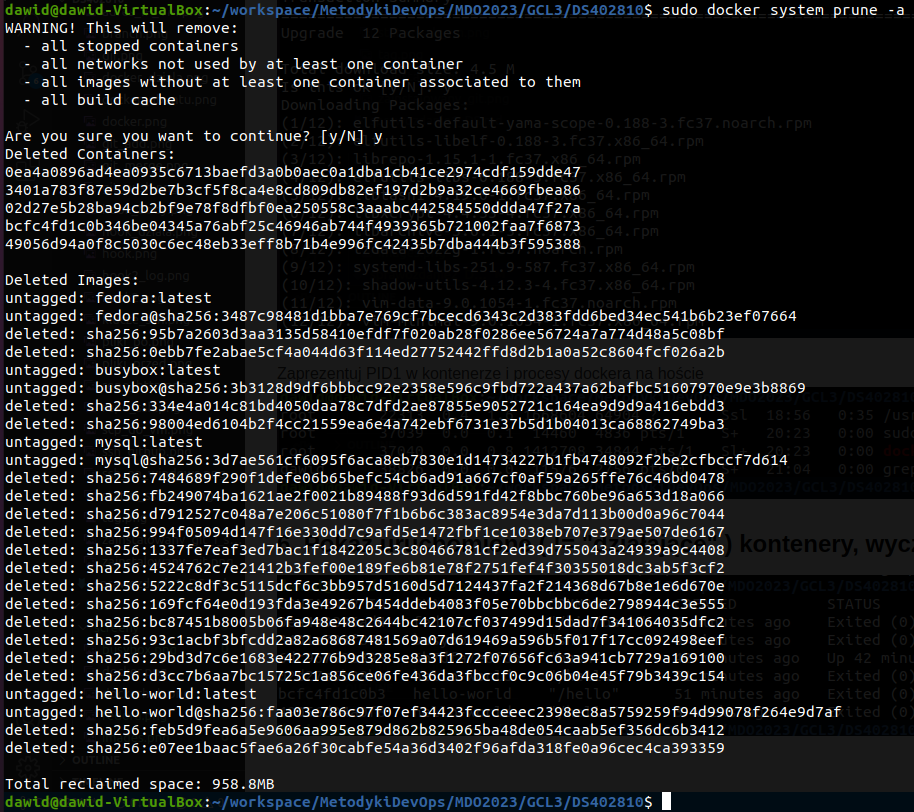 dawid@dawid-VirtualBox:~/workspace/MetodykiDevOps/MDO2023/GCL3/DS402810$ sudo docker system prune -a
WARNING! This will remove:
  - all stopped containers
  - all networks not used by at least one container
  - all images without at least one container associated to them
  - all build cache

Are you sure you want to continue? [y/N] y
Deleted Containers:
0ea4a0896ad4ea0935c6713baefd3a0b0aec0a1dba1cb41ce2974cdf159dde47
3401a783f87e59d2be7b3cf5f8ca4e8cd809db82ef197d2b9a32ce4669fbea86
02d27e5b28ba94cb2bf9e78f8dfbf0ea250558c3aaabc442584550ddda47f27a
bcfc4fd1c0b346be04345a76abf25c46946ab744f4939365b721002faa7f6873
49056d94a0f8c5030c6ec48eb33eff8b71b4e996fc42435b7dba444b3f595388

Deleted Images:
untagged: fedora:latest
untagged: fedora@sha256:3487c98481d1bba7e769cf7bcecd6343c2d383fdd6bed34ec541b6b23ef07664
deleted: sha256:95b7a2603d3aa3135d58410efdf7f020ab28f0286ee56724a7a774d48a5c08bf
deleted: sha256:0ebb7fe2abae5cf4a044d63f114ed27752442ffd8d2b1a0a52c8604fcf026a2b
untagged: busybox:latest
untagged: busybox@sha256:3b3128d9df6bbbcc92e2358e596c9fbd722a437a62bafbc51607970e9e3b8869
deleted: sha256:334e4a014c81bd4050daa78c7dfd2ae87855e9052721c164ea9d9d9a416ebdd3
deleted: sha256:98004ed6104b2f4cc21559ea6e4a742ebf6731e37b5d1b04013ca68862749ba3
untagged: mysql:latest
untagged: mysql@sha256:3d7ae561cf6095f6aca8eb7830e1d14734227b1fb4748092f2be2cfbccf7d614
deleted: sha256:7484689f290f1defe06b65befc54cb6ad91a667cf0af59a265ffe76c46bd0478
deleted: sha256:fb249074ba1621ae2f0021b89488f93d6d591fd42f8bbc760be96a653d18a066
deleted: sha256:d7912527c048a7e206c51080f7f1b6b6c383ac8954e3da7d113b00d0a96c7044
deleted: sha256:994f05094d147f16e330dd7c9afd5e1472fbf1ce1038eb707a379ae507de6167
deleted: sha256:1337fe7eaf3ed7bac1f1842205c3c80466781cf2ed39d755043a24939a9c4408
deleted: sha256:4524762c7e21412b3fef00e189fe6b81e78f2751fef4f30355018dc3ab5f3cf2
deleted: sha256:5222c8df3c5115dcf6c3bb957d5160d5d7124437fa2f214368d67b8e1e6d670e
deleted: sha256:169fcf64e0d193fda3e49267b454ddeb4083f05e70bbcbbc6de2798944c3e555
deleted: sha256:bc87451b8005b06fa948e48c2644bc42107cf037499d15dad7f341064035dfc2
deleted: sha256:93c1acbf3bfcdd2a82a68687481569a07d619469a596b5f017f17cc092498eef
deleted: sha256:29bd3d7c6e1683e422776b9d3285e8a3f1272f07656fc63a941cb7729a169100
deleted: sha256:d3cc7b6aa7bc15725c1a856ce06fe436da3fbccf0c9c06b04e45f79b3439c154
untagged: hello-world:latest
untagged: hello-world@sha256:faa03e786c97f07ef34423fccceeec2398ec8a5759259f94d99078f264e9d7af
deleted: sha256:feb5d9fea6a5e9606aa995e879d862b825965ba48de054caab5ef356dc6b3412
deleted: sha256:e07ee1baac5fae6a26f30cabfe54a36d3402f96afda318fe0a96cec4ca393359

Total reclaimed space: 958.8MB
dawid@dawid-VirtualBox:~/workspace/MetodykiDevOps/MDO2023/GCL3/DS402810$